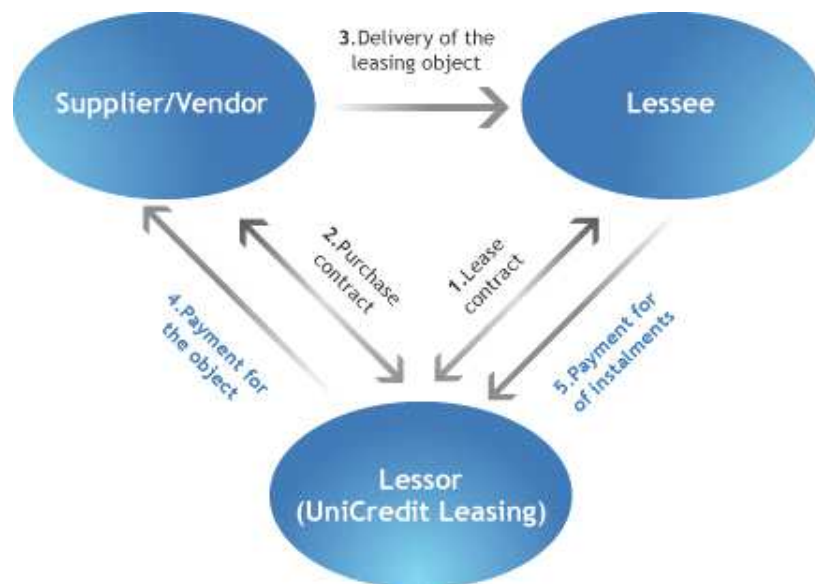 3.Delivery of the
leasing object
Supplier/Vendor
Lessee
2.Purchase
contract
1.Lease
contract
4.Payment for
the object
5.Payment for
of instalments
Lessor
(UniCredit Leasing)